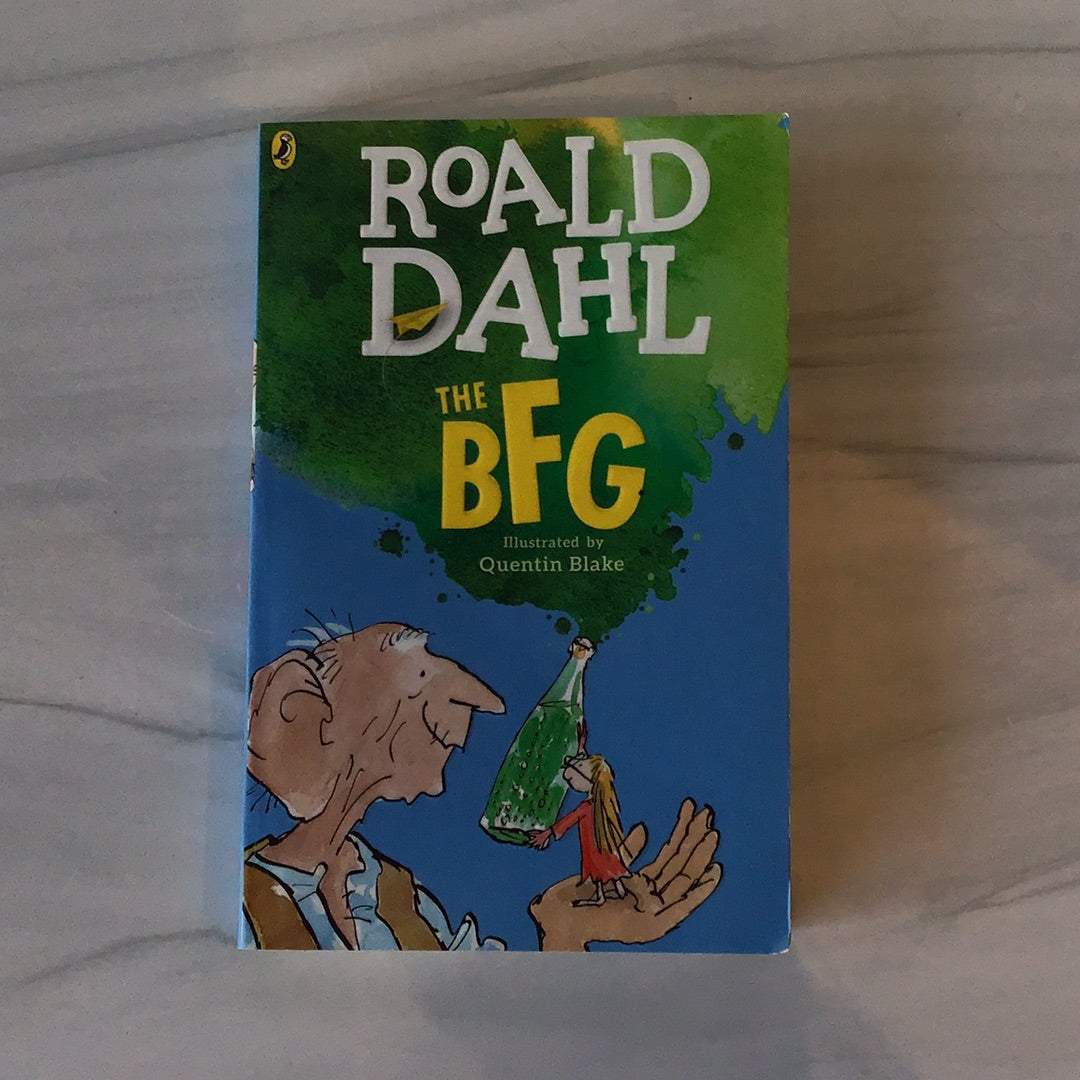 ROALD
DAHL
THE
BFG
Illustrated by
Quentin Blake